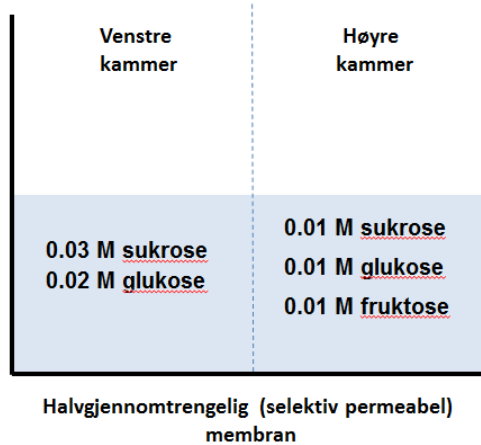 Venstre
kammer
Høyre
kammer
0.03 M sukrose
0.02 M glukose
0.01 M sukrose
0.01 M glukose
0.01 M fruktose
Halvgjennomtrengelig (selektiv permeabel)
membran